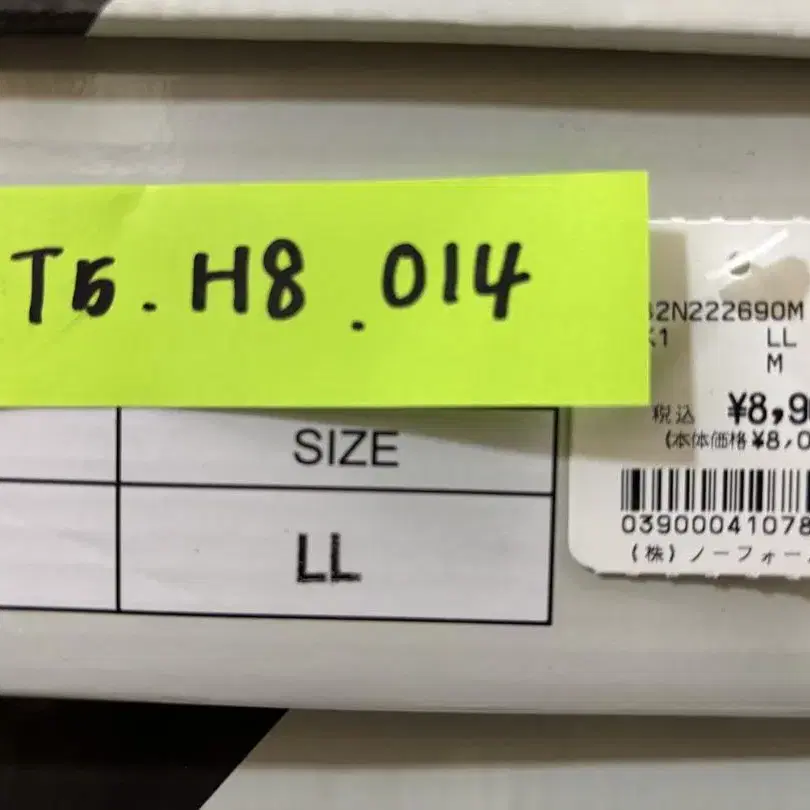 T5.H8.014
SIZE
LL
2N222690M
1 LL
M
税込 ¥8,9
(本体価格¥8,0
03900041078
(株)ノーフォー